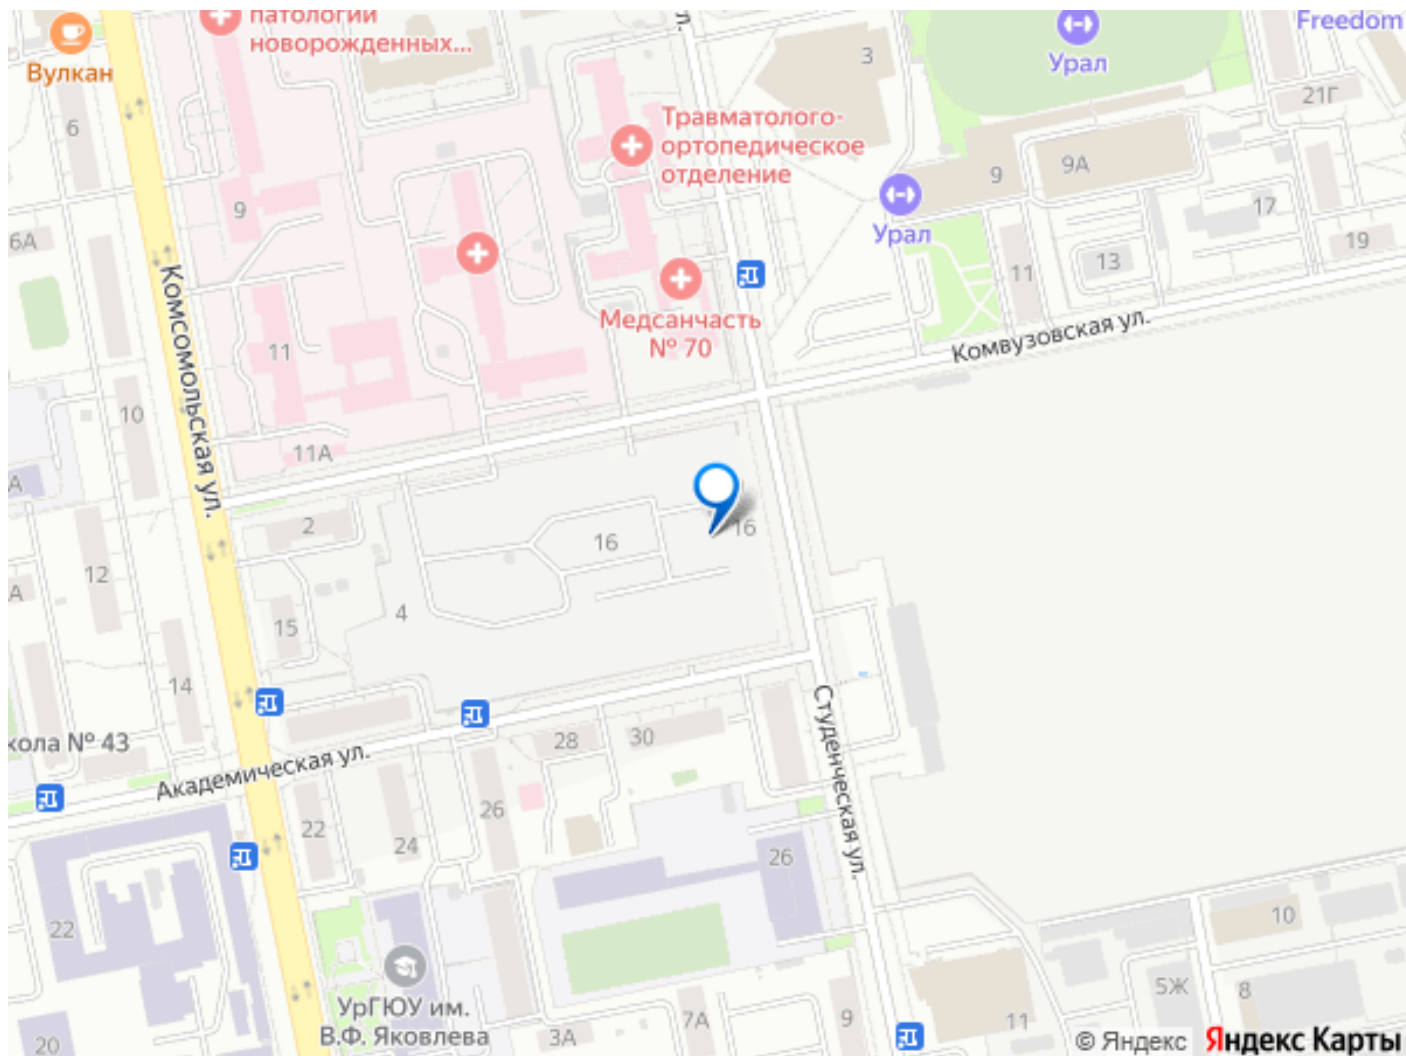 патологии
новорожденных...
Вулкан
ул.
3
Урал
Freedom
21Г
6
Травматолого-
ортопедическое
отделение
9
9А
9
17
Урал
6А
19
13
11
Комсомольская ул.
Медсанчасть
№ 70
Комвузовская ул.
11
10
11А
А
2
16
16
12
А
4
15
14
Студенческая ул.
кола № 43
28
30
Академическая ул.
26
22
24
26
22
10
УрГЮУ им.
В.Ф. Яковлева
5Ж
8
7А
9
11
3А
20
© Яндекс
Яндекс Карты